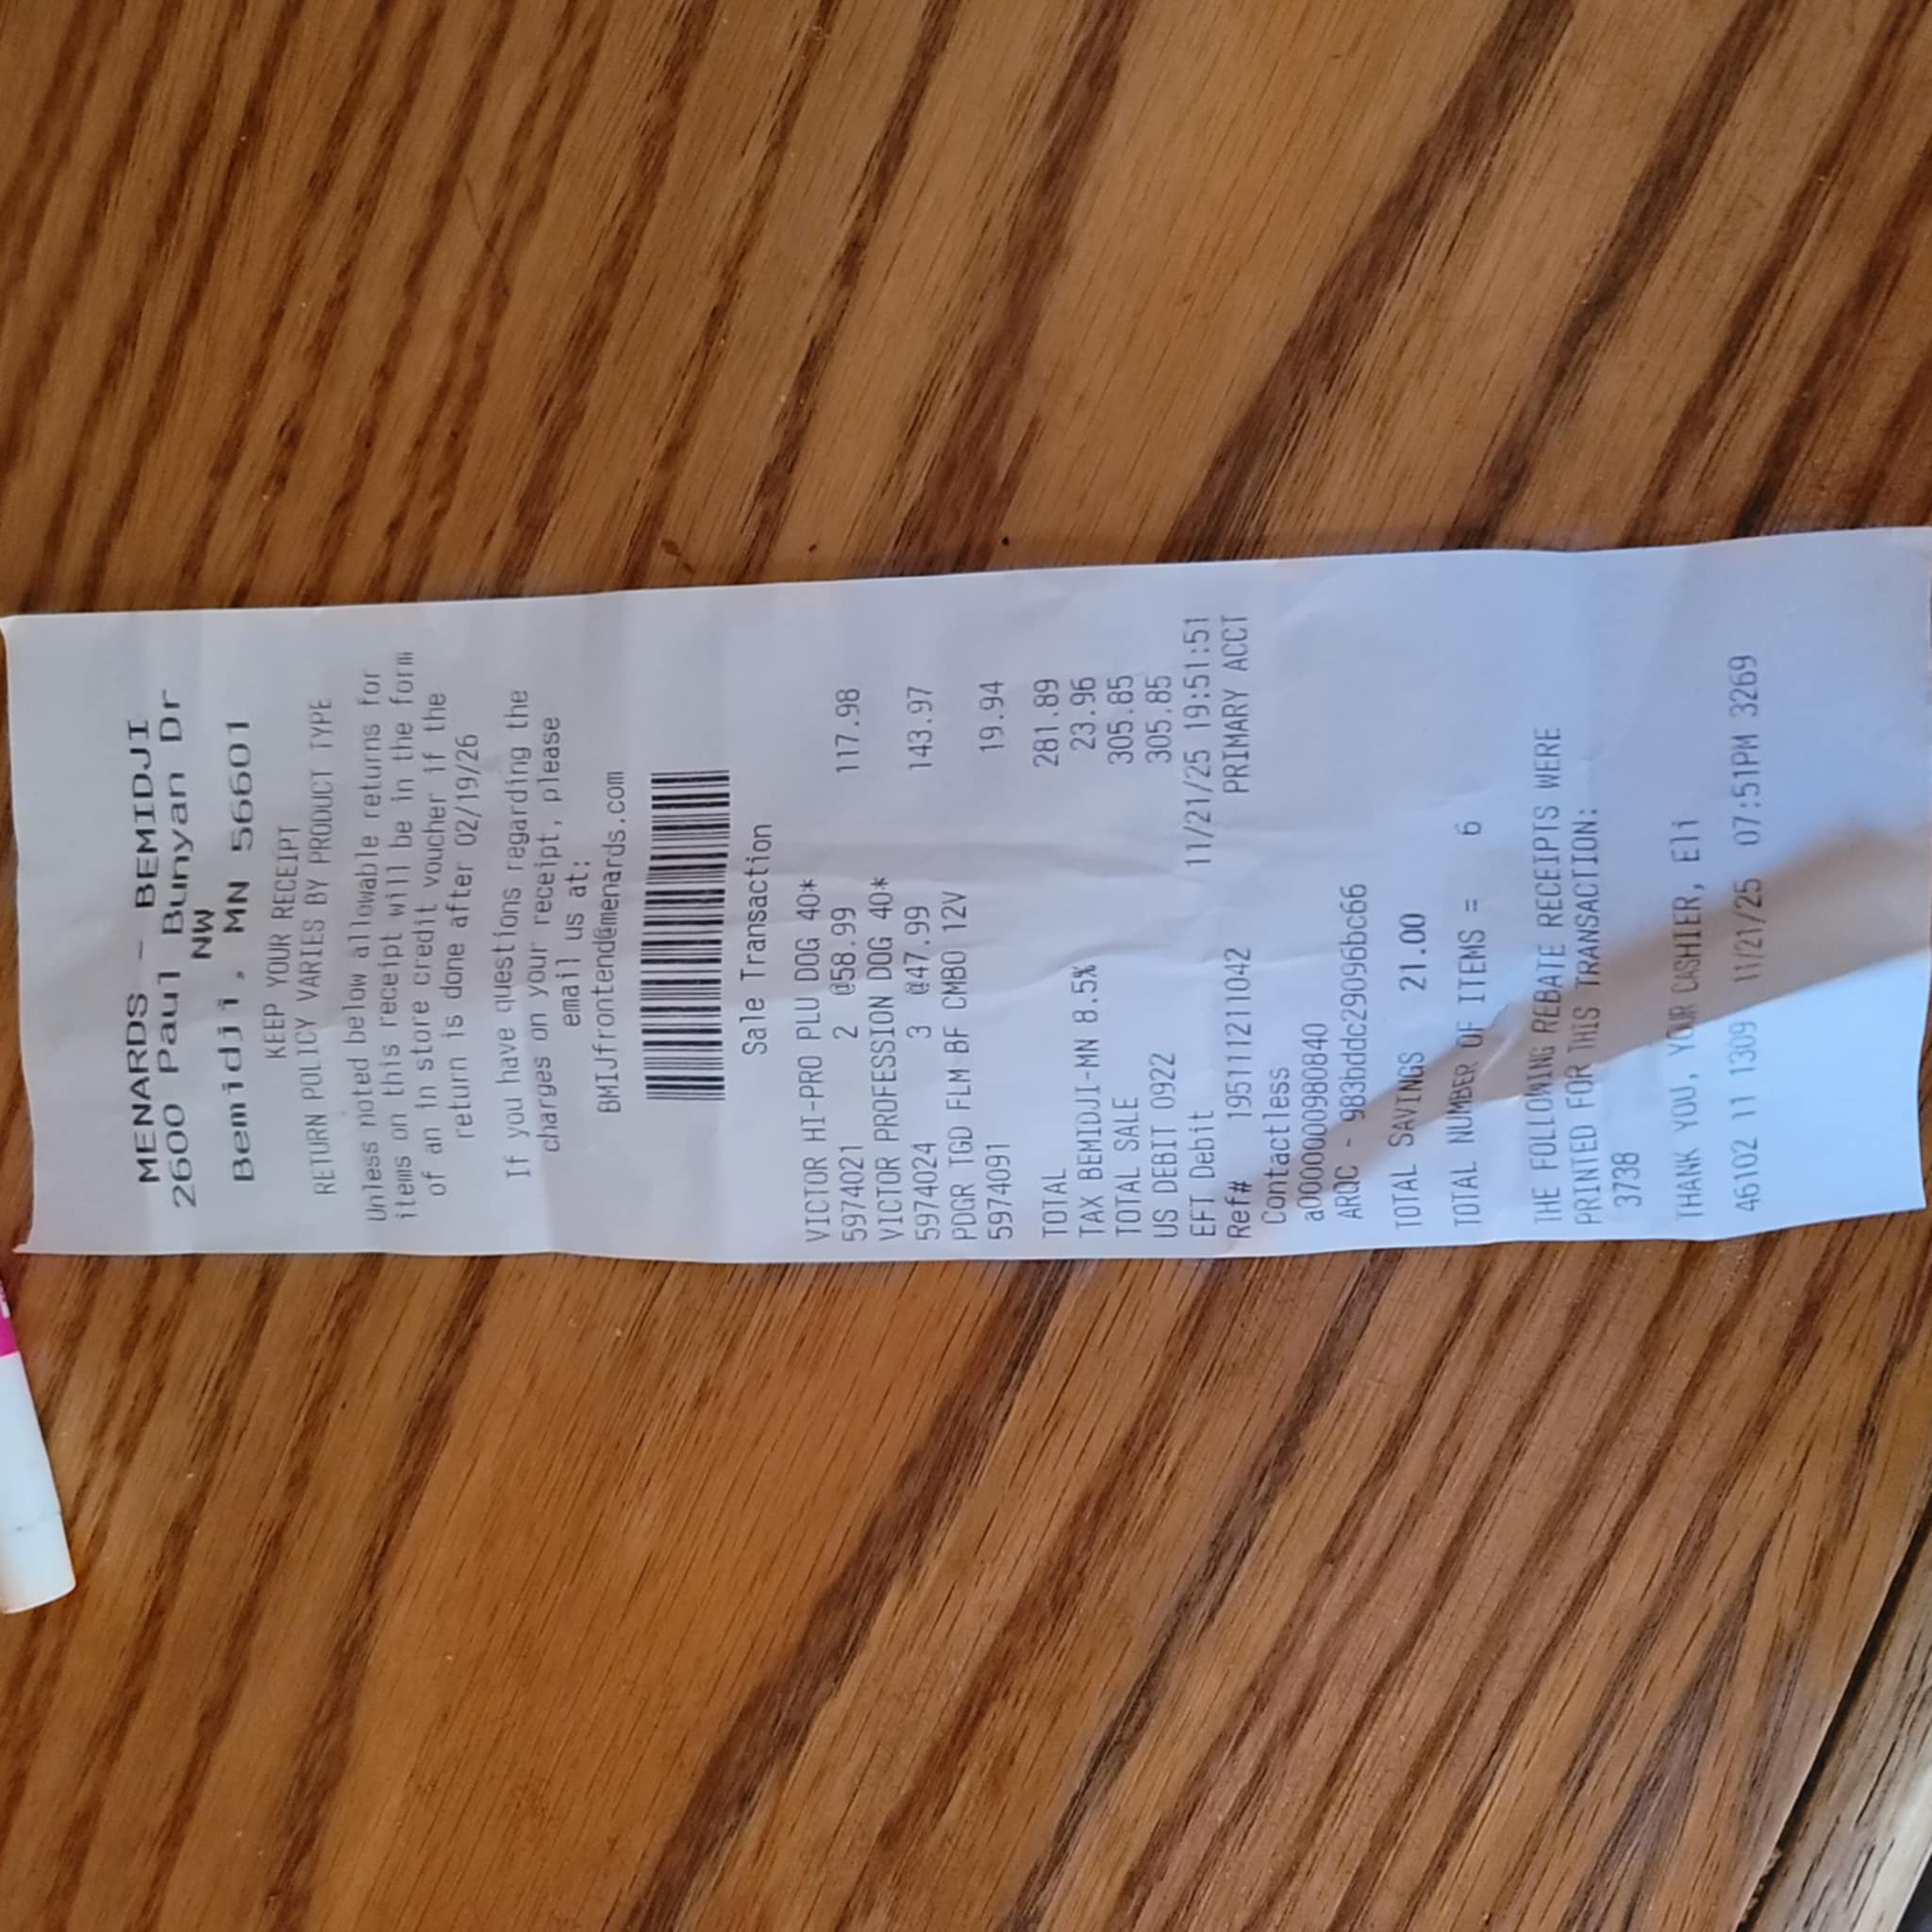 MENARDS - BEMIDJI
2600 Paul Bunyan Dr
NW
Bemidji, MN 56601
KEEP YOUR RECEIPT
RETURN POLICY VARIES BY PRODUCT TYPE
Unless noted below allowable returns for
items on this receipt will be in the form
of an in store credit voucher if the
return is done after 02/19/26
If you have questions regarding the
charges on your receipt, please
email us at:
BMIJfrontend@menards.com
Sale Transaction
VICTOR HI-PRO PLU DOG 40*
5974021 2 @58.99 117.98
VICTOR PROFESSION DOG 40*
5974024 3 @47.99 143.97
PDGR TGD FLM BF CMBO 12V
5974091 19.94
TOTAL 281.89
TAX BEMIDJI-MN 8.5% 23.96
TOTAL SALE 305.85
US DEBIT 0922 305.85
EFT Debit 11/21/25 19:51:51
Ref# 195111211042 PRIMARY ACCT
Contactless
a0000000980840
ARQC - 983bddc29096bc66
TOTAL SAVINGS 21.00
TOTAL NUMBER OF ITEMS = 6
THE FOLLOWING REBATE RECEIPTS WERE
PRINTED FOR THIS TRANSACTION:
3738
THANK YOU, YOUR CASHIER, Eli
46102 11 1309 11/21/25 07:51PM 3269